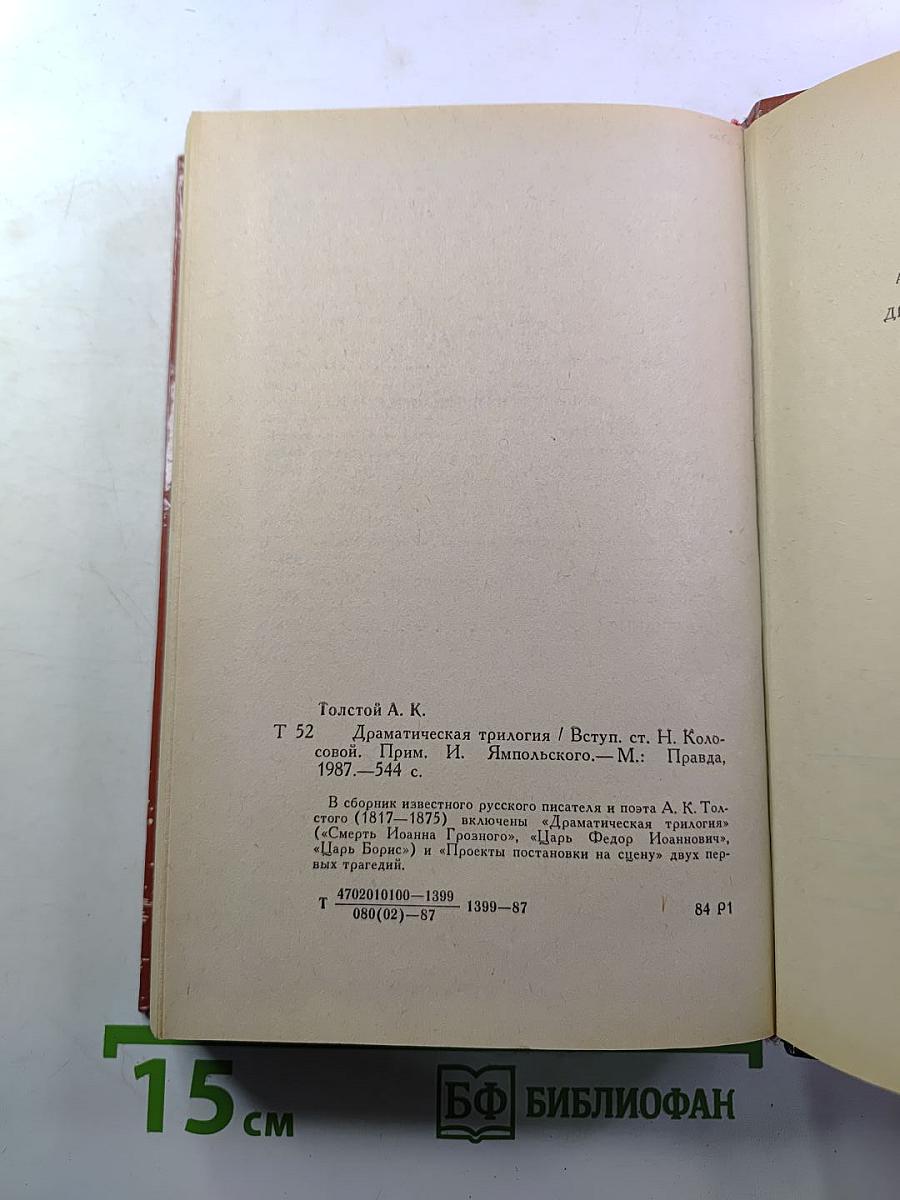 Толстой А. К.
Т 52 Драматическая трилогия / Вступ. ст. Н. Коло-
совой. Прим. И. Ямпольского.— М.: Правда,
1987.—544 с.
В сборник известного русского писателя и поэта А. К. Тол-
стого (1817—1875) включены «Драматическая трилогия»
(«Смерть Иоанна Грозного», «Царь Федор Иоаннович»,
«Царь Борис») и «Проекты постановки на сцену» двух пер-
вых трагедий.
Т 4702010100—1399 1399—87 84 Р1
080(02)—87
15 см
БФ БИБЛИОФАН